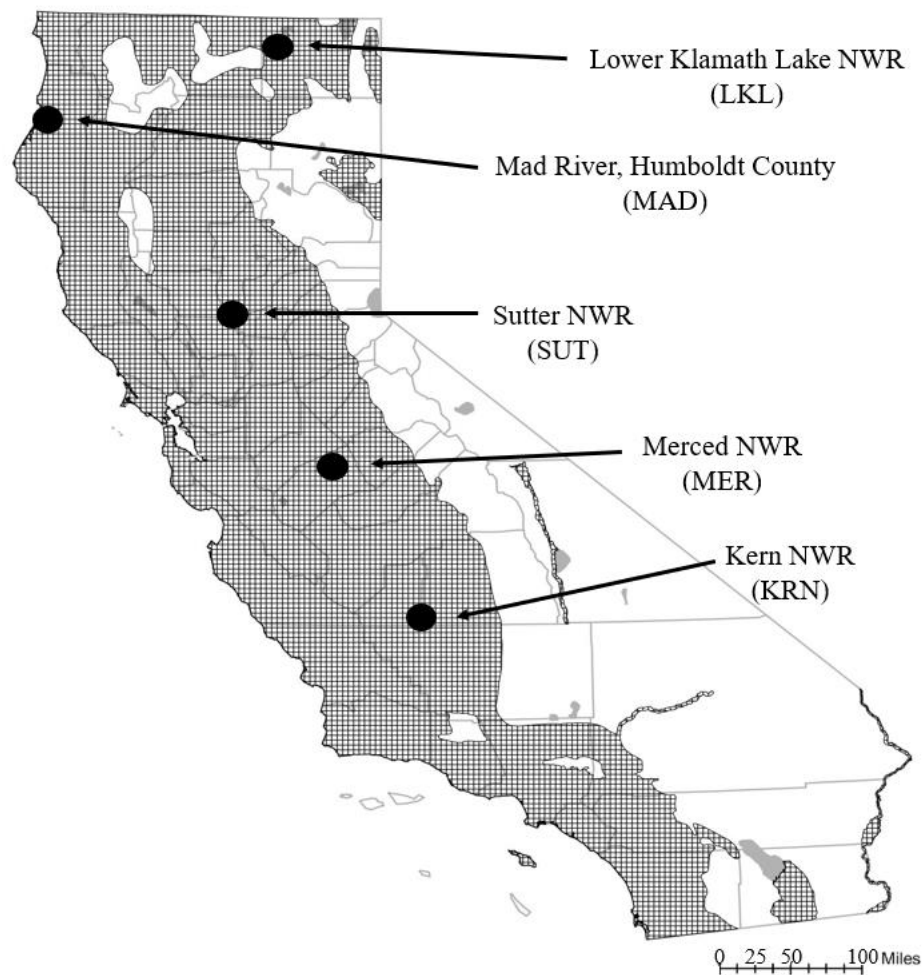 Lower Klamath Lake NWR
(LKL)
Mad River, Humboldt County
(MAD)
Sutter NWR
(SUT)
Merced NWR
(MER)
Kern NWR
(KRN)
0 25 50 100 Miles